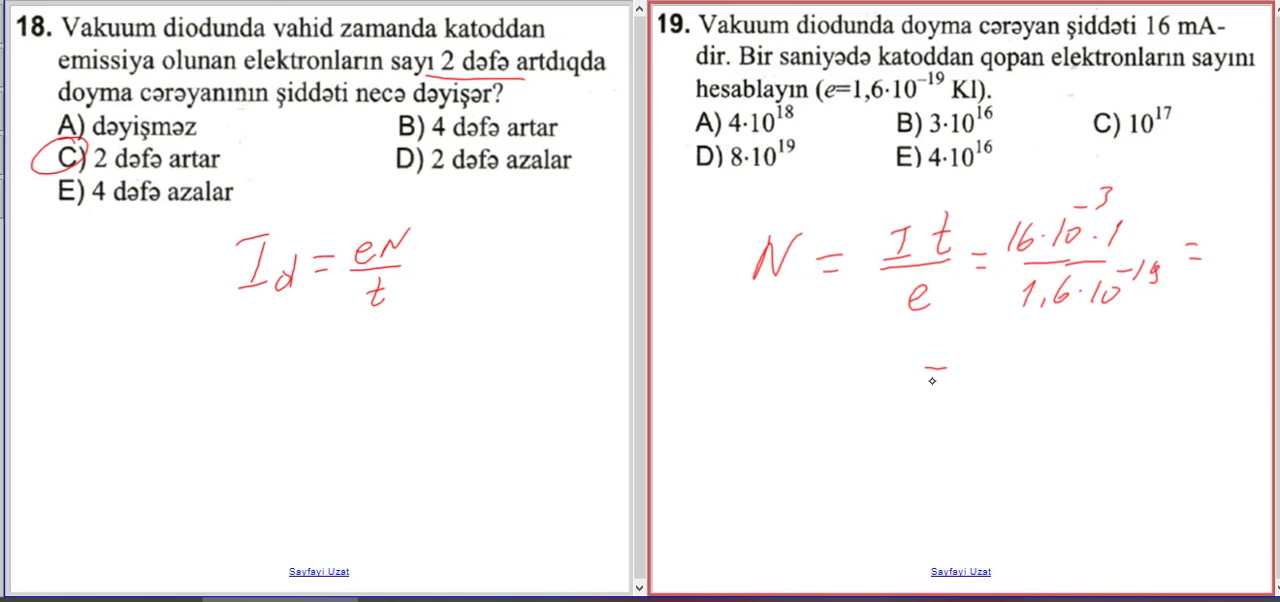 18. Vakuum diodunda vahid zamanda katoddan
emissiya olunan elektronların sayı 2 dəfə artdıqda
doyma cərəyanının şiddəti necə dəyişər?
A) dəyişməz B) 4 dəfə artar
C) 2 dəfə artar D) 2 dəfə azalar
E) 4 dəfə azalar
I_d = eN/t
Sayfayi Uzat
19. Vakuum diodunda doyma cərəyan şiddəti 16 mA-
dir. Bir saniyədə katoddan qopan elektronların sayını
hesablayın (e=1,6·10⁻¹⁹ Kl).
A) 4·10¹⁸ B) 3·10¹⁶ C) 10¹⁷
D) 8·10¹⁹ E) 4·10¹⁶
N = It/e = 16·10⁻³·1/1,6·10⁻¹⁹ =
Sayfayi Uzat